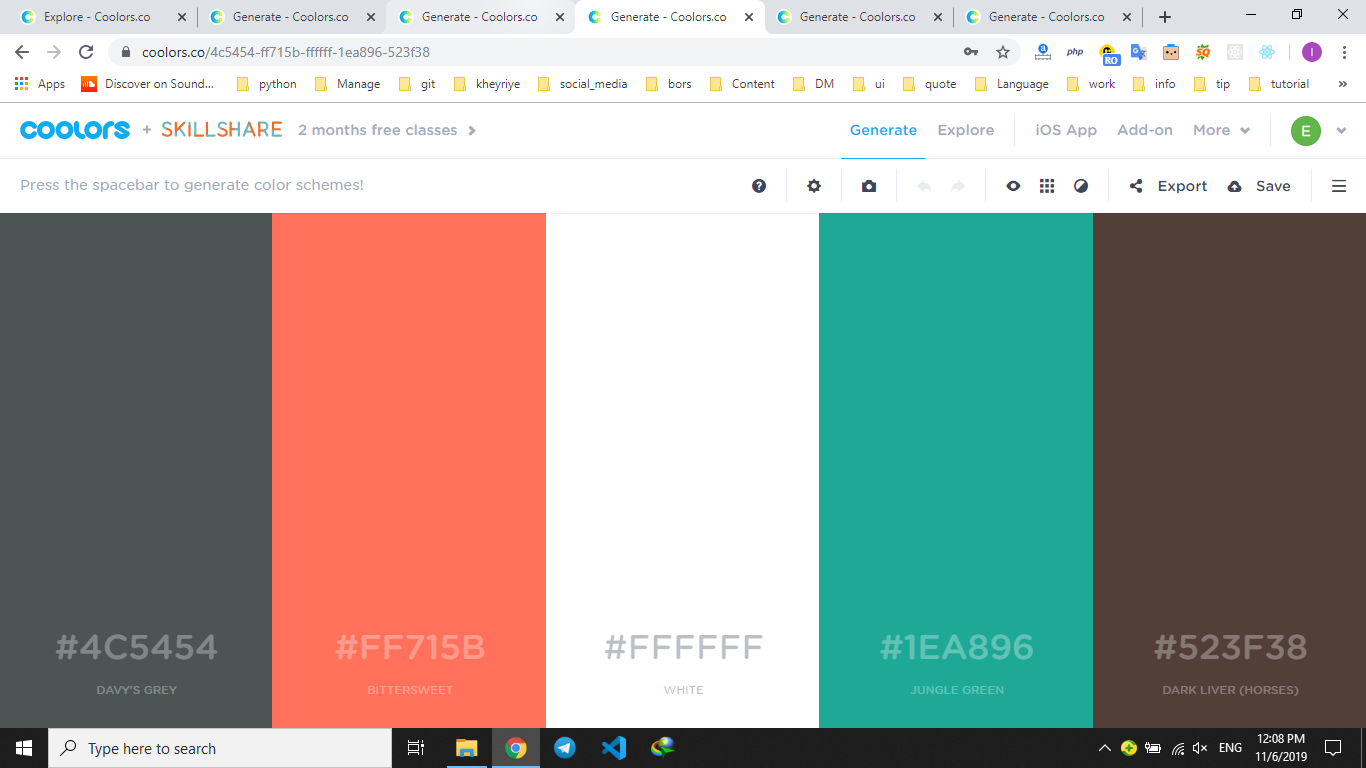 Explore - Coolors.co
Generate - Coolors.co
Generate - Coolors.co
Generate - Coolors.co
Generate - Coolors.co
Generate - Coolors.co
coolors.co/4c5454-ff715b-ffffff-1ea896-523f38
php
RO
I
Apps
Discover on Sound...
python
Manage
git
kheyriye
social_media
bors
Content
DM
ui
quote
Language
work
info
tip
tutorial
coolors + SKILLSHARE 2 months free classes
Generate
Explore
iOS App
Add-on
More
E
Press the spacebar to generate color schemes!
Export
Save
#4C5454
DAVY'S GREY
#FF715B
BITTERSWEET
#FFFFFF
WHITE
#1EA896
JUNGLE GREEN
#523F38
DARK LIVER (HORSES)
Type here to search
ENG
12:08 PM
11/6/2019